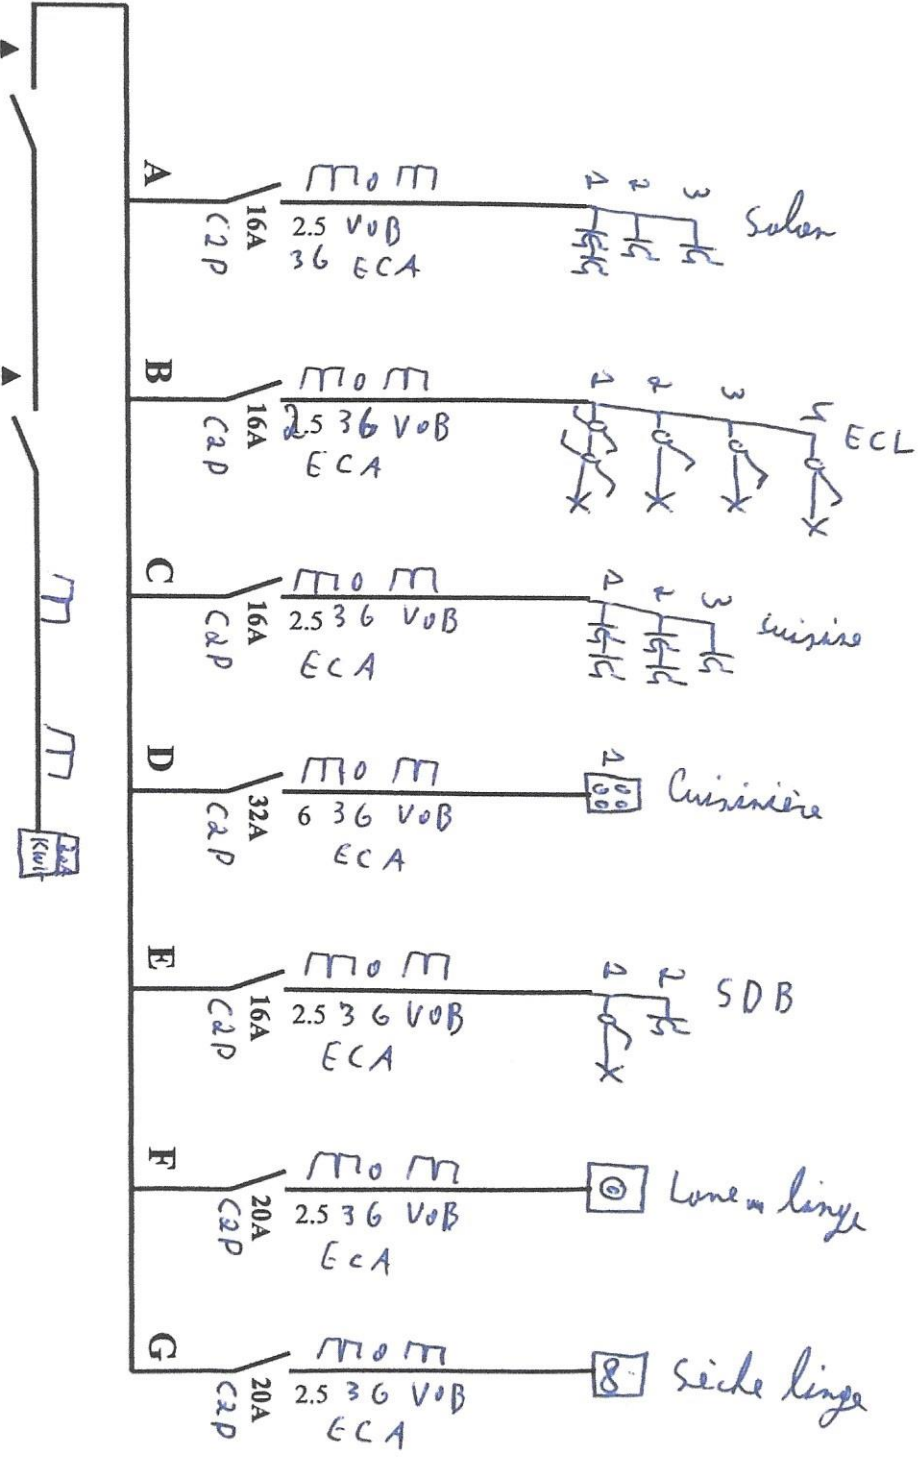 A
16A
C2P
2.5 VOB
3G ECA
1 2 3
Salon
B
16A
C2P
2.5 3G VOB
ECA
1 2 3 4
ECL
C
16A
C2P
2.5 3G VOB
ECA
1 2 3
cuisine
D
32A
C2P
6 3G VOB
ECA
1
Cuisinière
E
16A
C2P
2.5 3G VOB
ECA
1 2
SDB
F
20A
C2P
2.5 3G VOB
ECA
linge
G
20A
C2P
2.5 3G VOB
ECA
8
Sèche linge